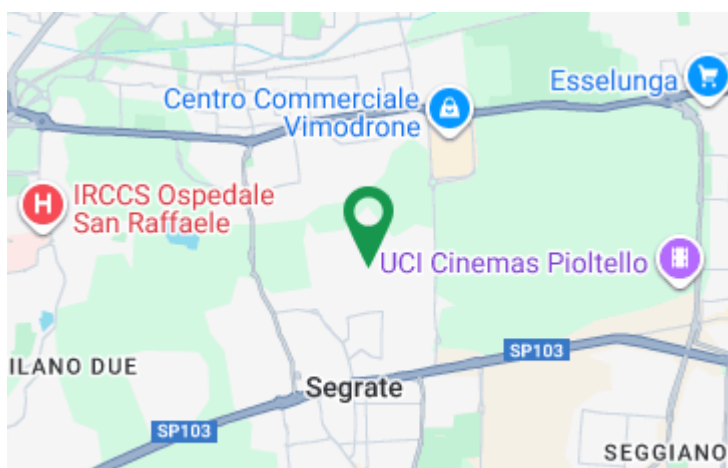 Esselunga
Centro Commerciale
Vimodrone
H
IRCCS Ospedale
San Raffaele
UCI Cinemas Pioltello
SP103
ILANO DUE
Segrate
SP103
SEGGIANO